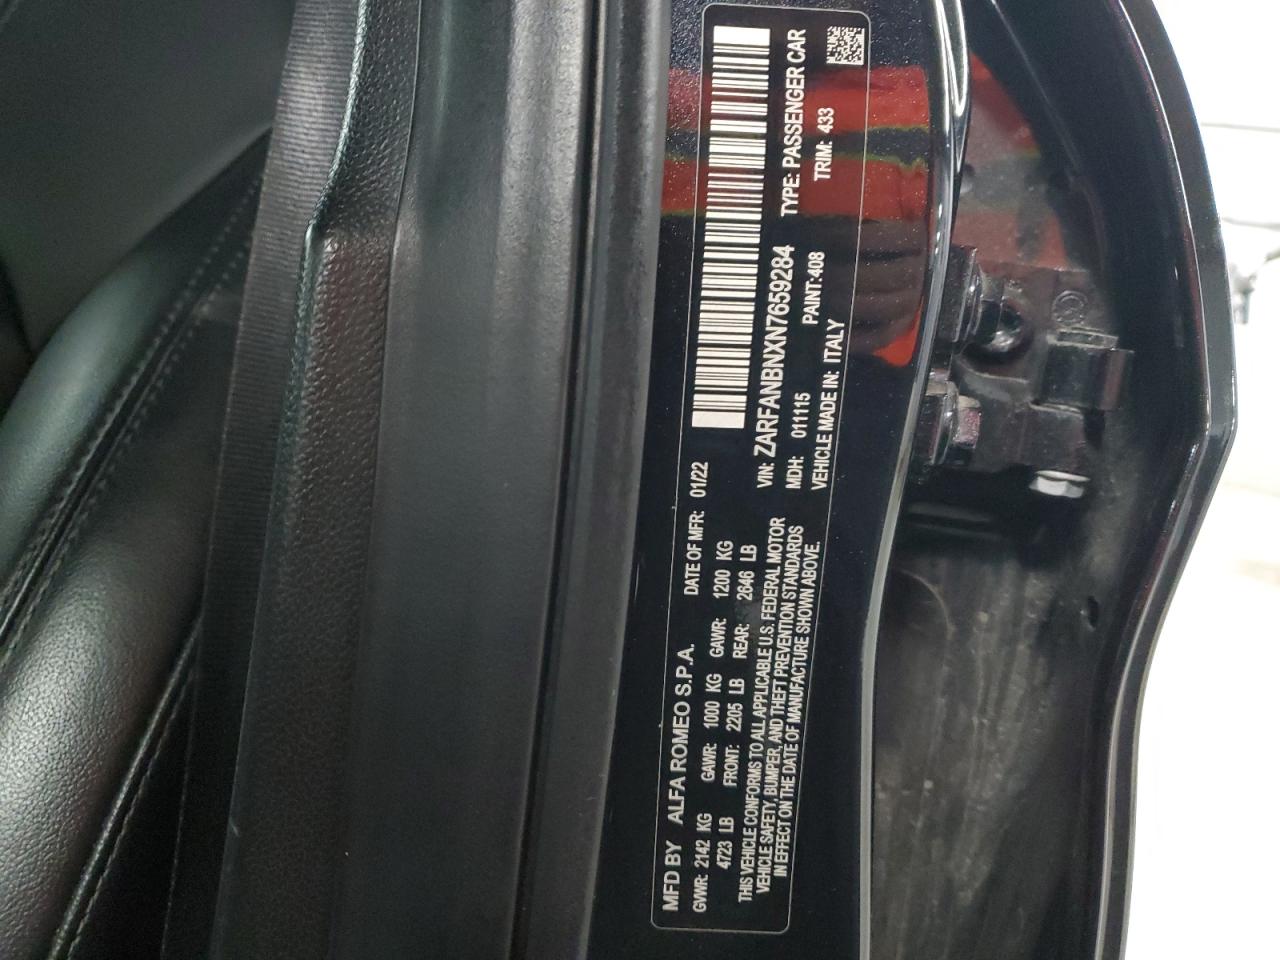 MFD BY ALFA ROMEO S.P.A. DATE OF MFR: 01/22
GVWR: 2142 KG GAWR: 1000 KG GAWR: 1200 KG
4723 LB FRONT: 2205 LB REAR: 2646 LB
THIS VEHICLE CONFORMS TO ALL APPLICABLE U.S. FEDERAL MOTOR
VEHICLE SAFETY, BUMPER, AND THEFT PREVENTION STANDARDS
IN EFFECT ON THE DATE OF MANUFACTURE SHOWN ABOVE.
VIN: ZARFANBNXN7659284 TYPE: PASSENGER CAR
MDH: 011115 PAINT: 408 TRIM: 433
VEHICLE MADE IN: ITALY